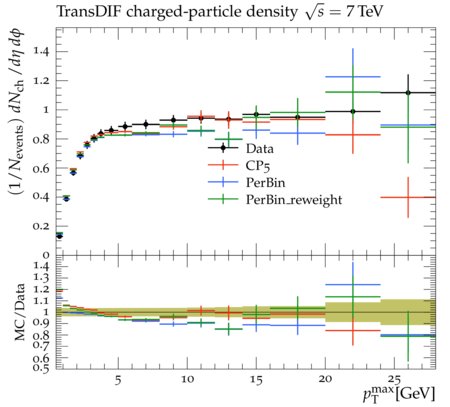 TransDIF charged-particle density √s = 7 TeV
(1/N_events) dN_ch / dη dϕ
1.4
1.2
1
0.8
0.6
0.4
0.2
0
Data
CP5
PerBin
PerBin_reweight
MC/Data
1.4
1.3
1.2
1.1
1
0.9
0.8
0.7
0.6
0.5
5
10
15
20
25
p_T^max [GeV]